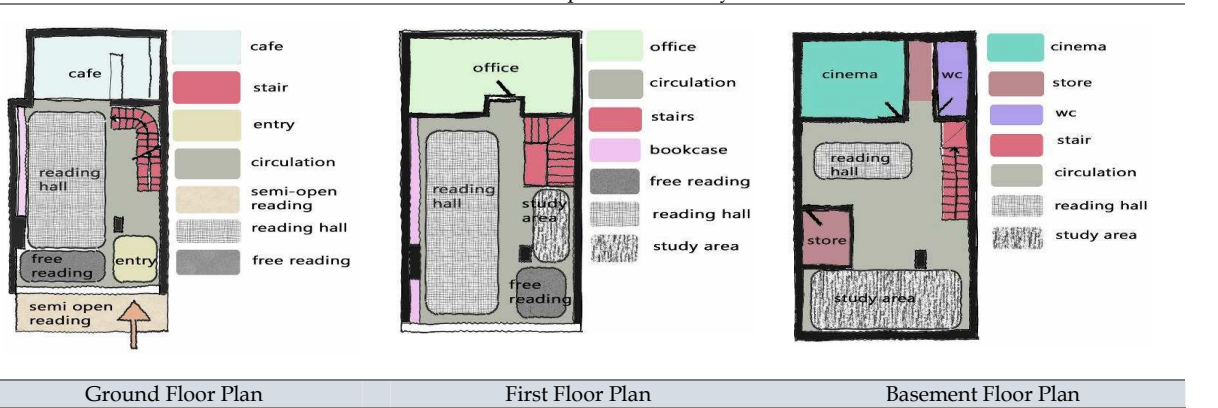 cafe
reading
hall
free
reading
entry
semi open
reading
cafe
stair
entry
circulation
semi-open
reading
reading hall
free reading
office
reading
hall
study
area
free
reading
office
circulation
stairs
bookcase
free reading
reading hall
study area
cinema
wc
reading
hall
store
study area
cinema
store
wc
stair
circulation
reading hall
study area
Ground Floor Plan
First Floor Plan
Basement Floor Plan